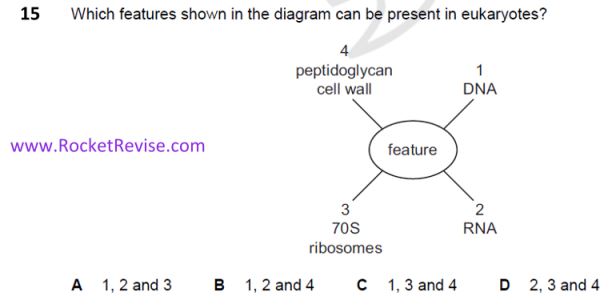 15 Which features shown in the diagram can be present in eukaryotes?
4
peptidoglycan
cell wall
1
DNA
www.RocketRevise.com
feature
3
70S
ribosomes
2
RNA
A 1, 2 and 3 B 1, 2 and 4 C 1, 3 and 4 D 2, 3 and 4